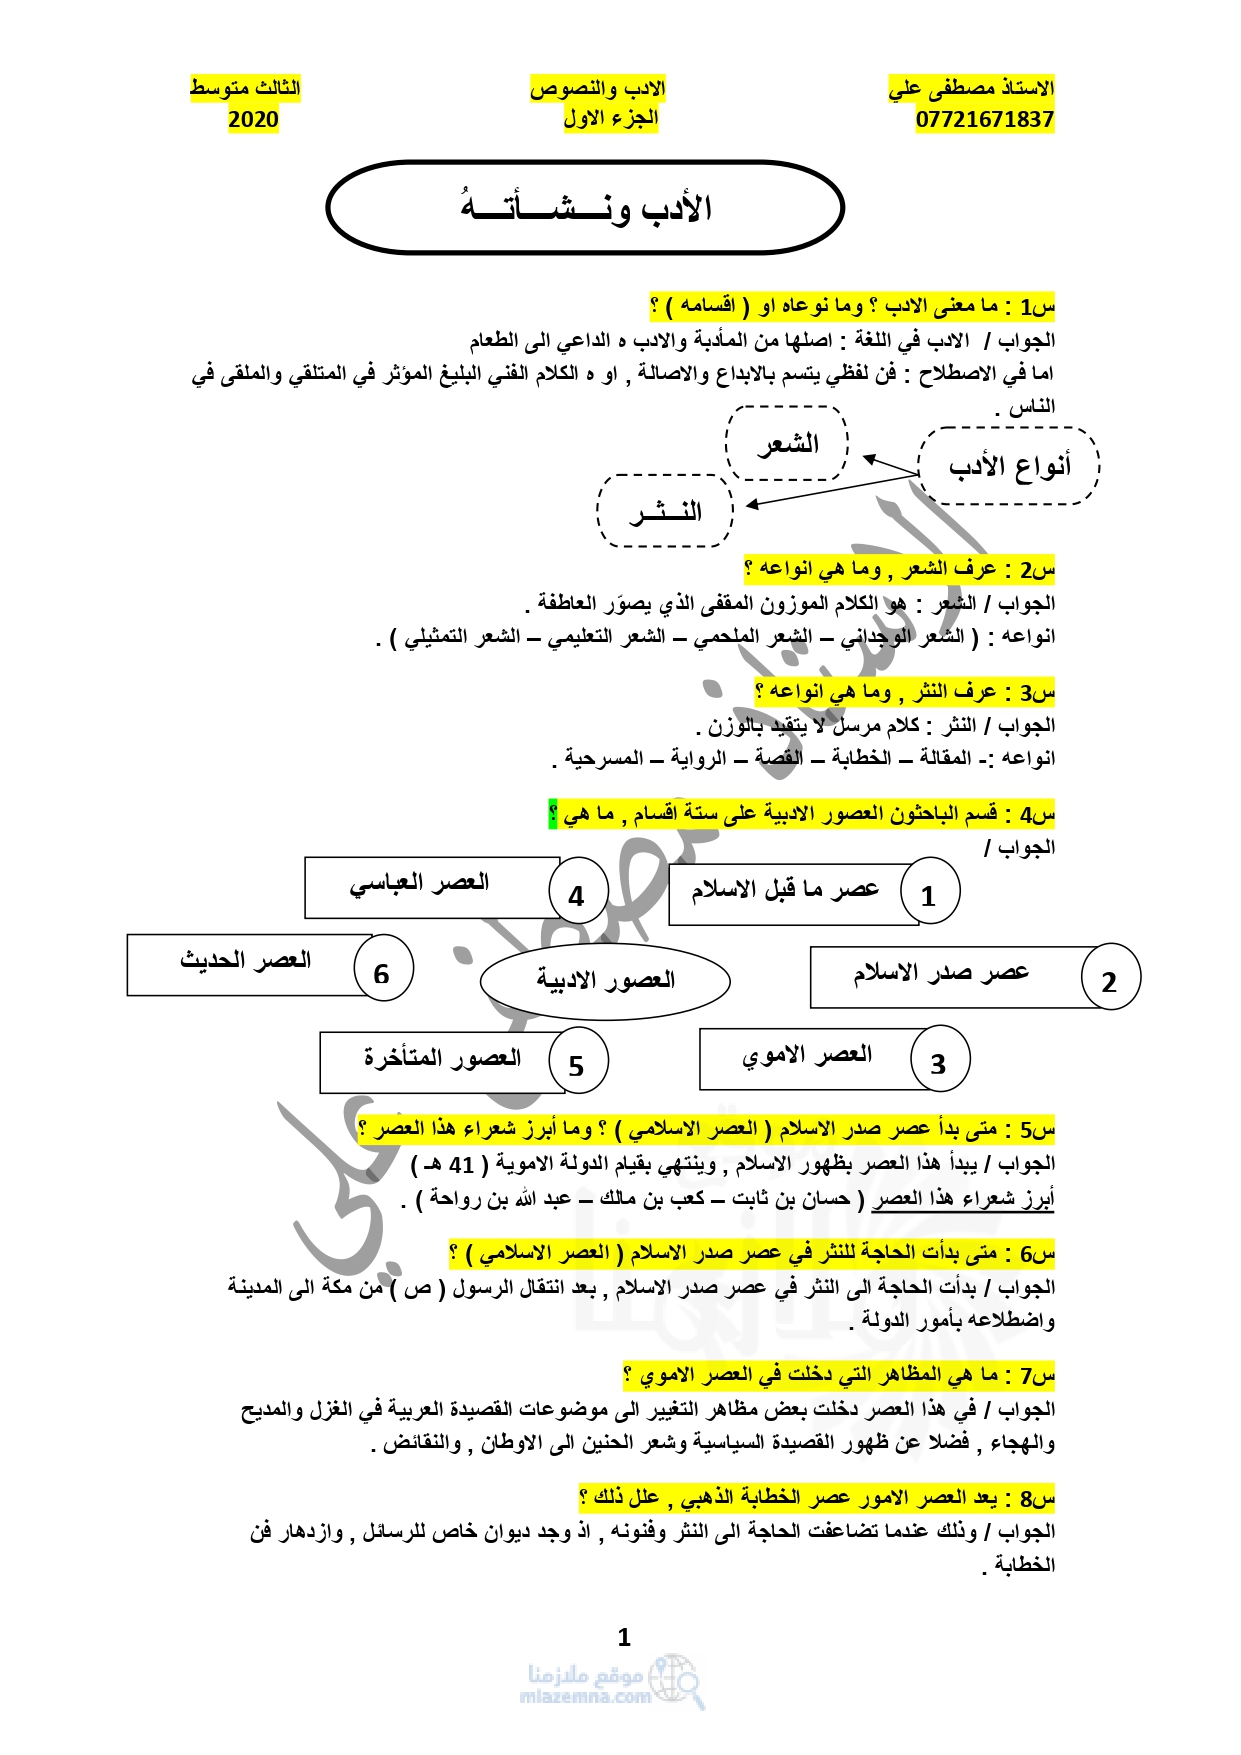 الاستاذ مصطفى علي
07721671837
الادب والنصوص
الجزء الاول
الثالث متوسط
2020
الأدب ونـــشـــأتـــهُ
س1 : ما معنى الادب ؟ وما نوعاه او ( اقسامه ) ؟
الجواب / الادب في اللغة : اصلها من المأدبة والادب ه الداعي الى الطعام
اما في الاصطلاح : فن لفظي يتسم بالابداع والاصالة , او ه الكلام الفني البليغ المؤثر في المتلقي والملقى في
الناس .
أنواع الأدب
الشعر
النــثــر
س2 : عرف الشعر , وما هي انواعه ؟
الجواب / الشعر : هو الكلام الموزون المقفى الذي يصوّر العاطفة .
انواعه : ( الشعر الوجداني – الشعر الملحمي – الشعر التعليمي – الشعر التمثيلي ) .
س3 : عرف النثر , وما هي انواعه ؟
الجواب / النثر : كلام مرسل لا يتقيد بالوزن .
انواعه :- المقالة – الخطابة – القصة – الرواية – المسرحية .
س4 : قسم الباحثون العصور الادبية على ستة اقسام , ما هي ؟
الجواب /
1 عصر ما قبل الاسلام
4 العصر العباسي
2 عصر صدر الاسلام
العصور الادبية
6 العصر الحديث
3 العصر الاموي
5 العصور المتأخرة
س5 : متى بدأ عصر صدر الاسلام ( العصر الاسلامي ) ؟ وما أبرز شعراء هذا العصر ؟
الجواب / يبدأ هذا العصر بظهور الاسلام , وينتهي بقيام الدولة الاموية ( 41 هـ )
أبرز شعراء هذا العصر ( حسان بن ثابت – كعب بن مالك – عبد الله بن رواحة ) .
س6 : متى بدأت الحاجة للنثر في عصر صدر الاسلام ( العصر الاسلامي ) ؟
الجواب / بدأت الحاجة الى النثر في عصر صدر الاسلام , بعد انتقال الرسول ( ص ) من مكة الى المدينة
واضطلاعه بأمور الدولة .
س7 : ما هي المظاهر التي دخلت في العصر الاموي ؟
الجواب / في هذا العصر دخلت بعض مظاهر التغيير الى موضوعات القصيدة العربية في الغزل والمديح
والهجاء , فضلا عن ظهور القصيدة السياسية وشعر الحنين الى الاوطان , والنقائض .
س8 : يعد العصر الامور عصر الخطابة الذهبي , علل ذلك ؟
الجواب / وذلك عندما تضاعفت الحاجة الى النثر وفنونه , اذ وجد ديوان خاص للرسائل , وازدهار فن
الخطابة .
الاستاذ مصطفى علي
1
موقع ملازمنا
mlazemna.com